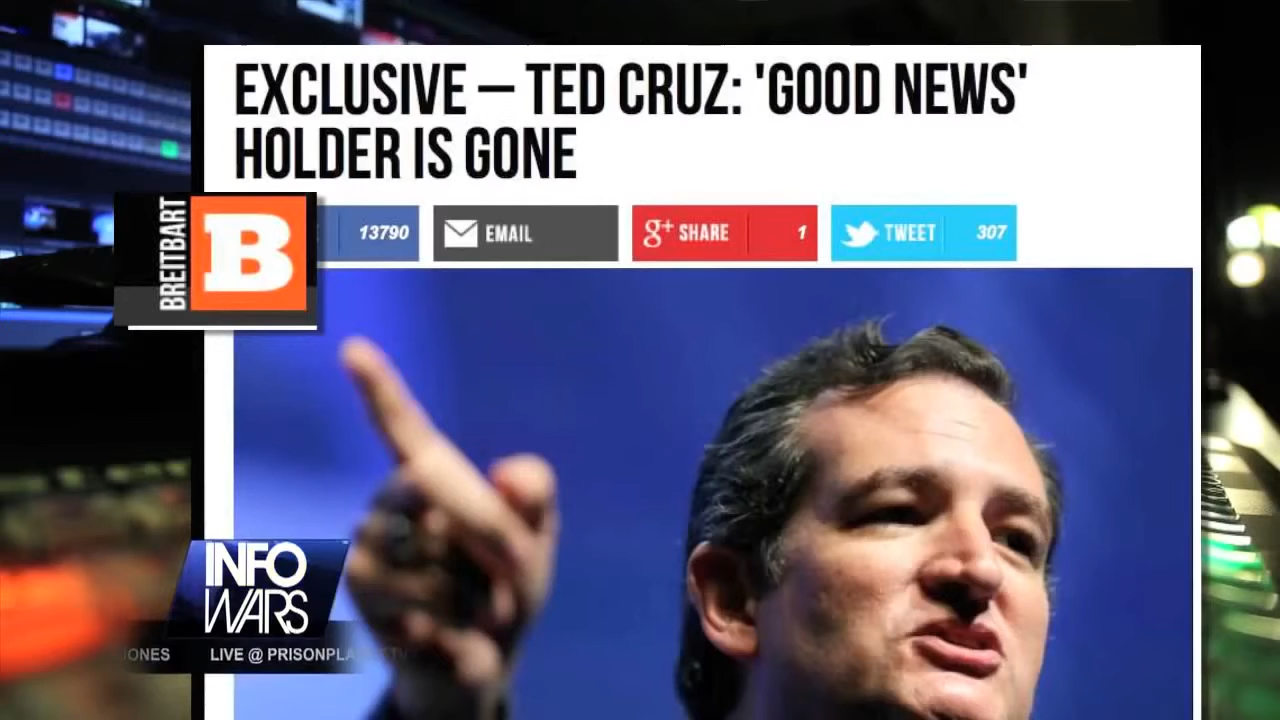 EXCLUSIVE – TED CRUZ: 'GOOD NEWS'
HOLDER IS GONE
BREITBART
B
13790
EMAIL
g+ SHARE 1
TWEET 307
INFO
WARS
LIVE @